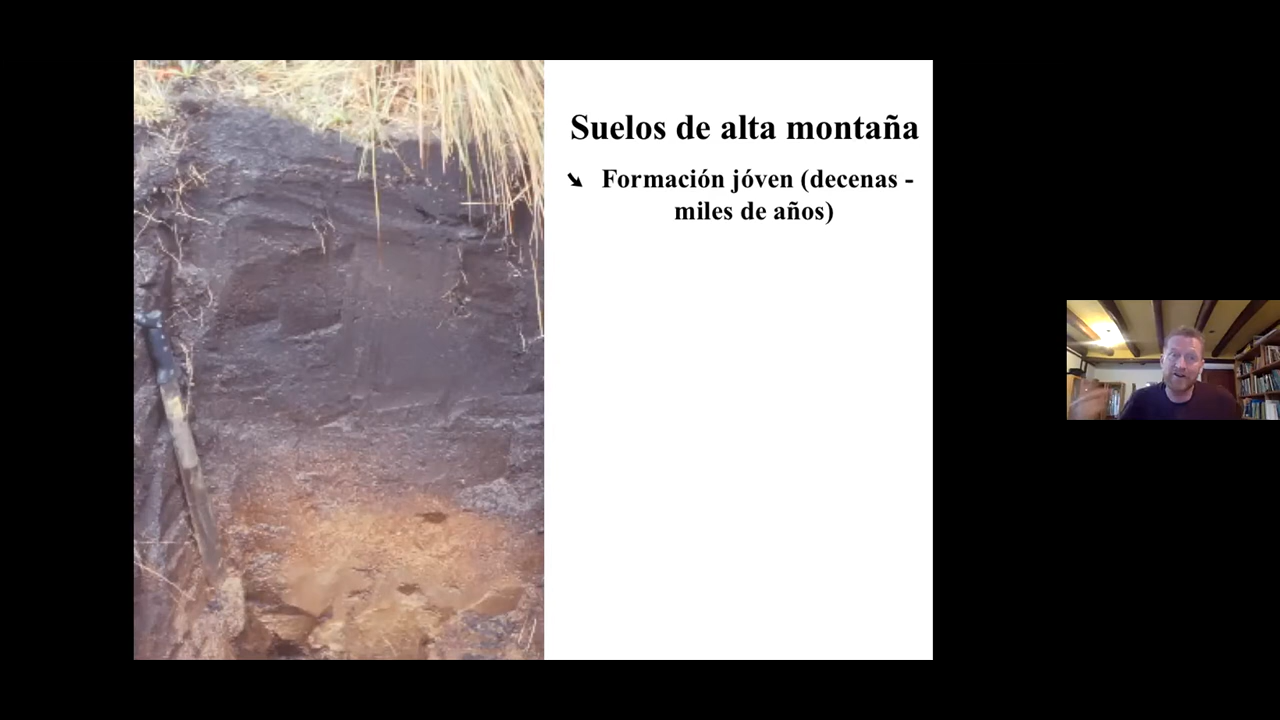 Suelos de alta montaña
➘ Formación jóven (decenas -
miles de años)